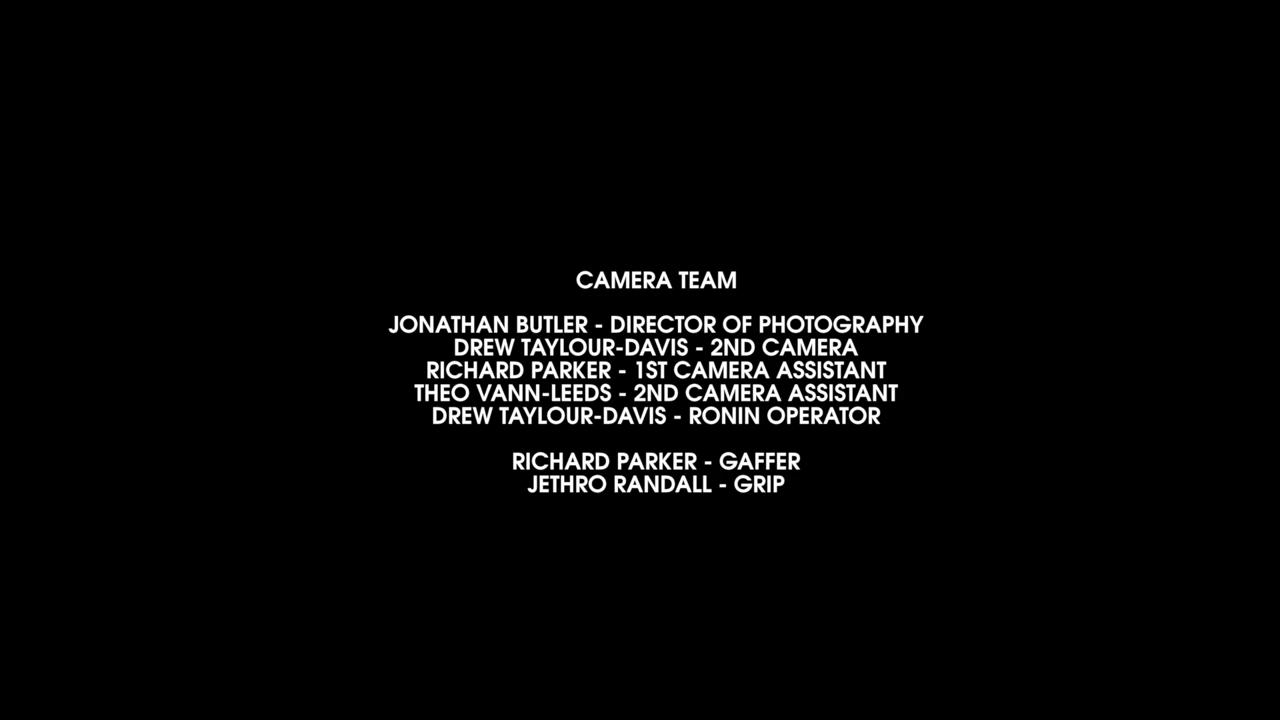 CAMERA TEAM
JONATHAN BUTLER - DIRECTOR OF PHOTOGRAPHY
DREW TAYLOUR-DAVIS - 2ND CAMERA
RICHARD PARKER - 1ST CAMERA ASSISTANT
THEO VANN-LEEDS - 2ND CAMERA ASSISTANT
DREW TAYLOUR-DAVIS - RONIN OPERATOR
RICHARD PARKER - GAFFER
JETHRO RANDALL - GRIP